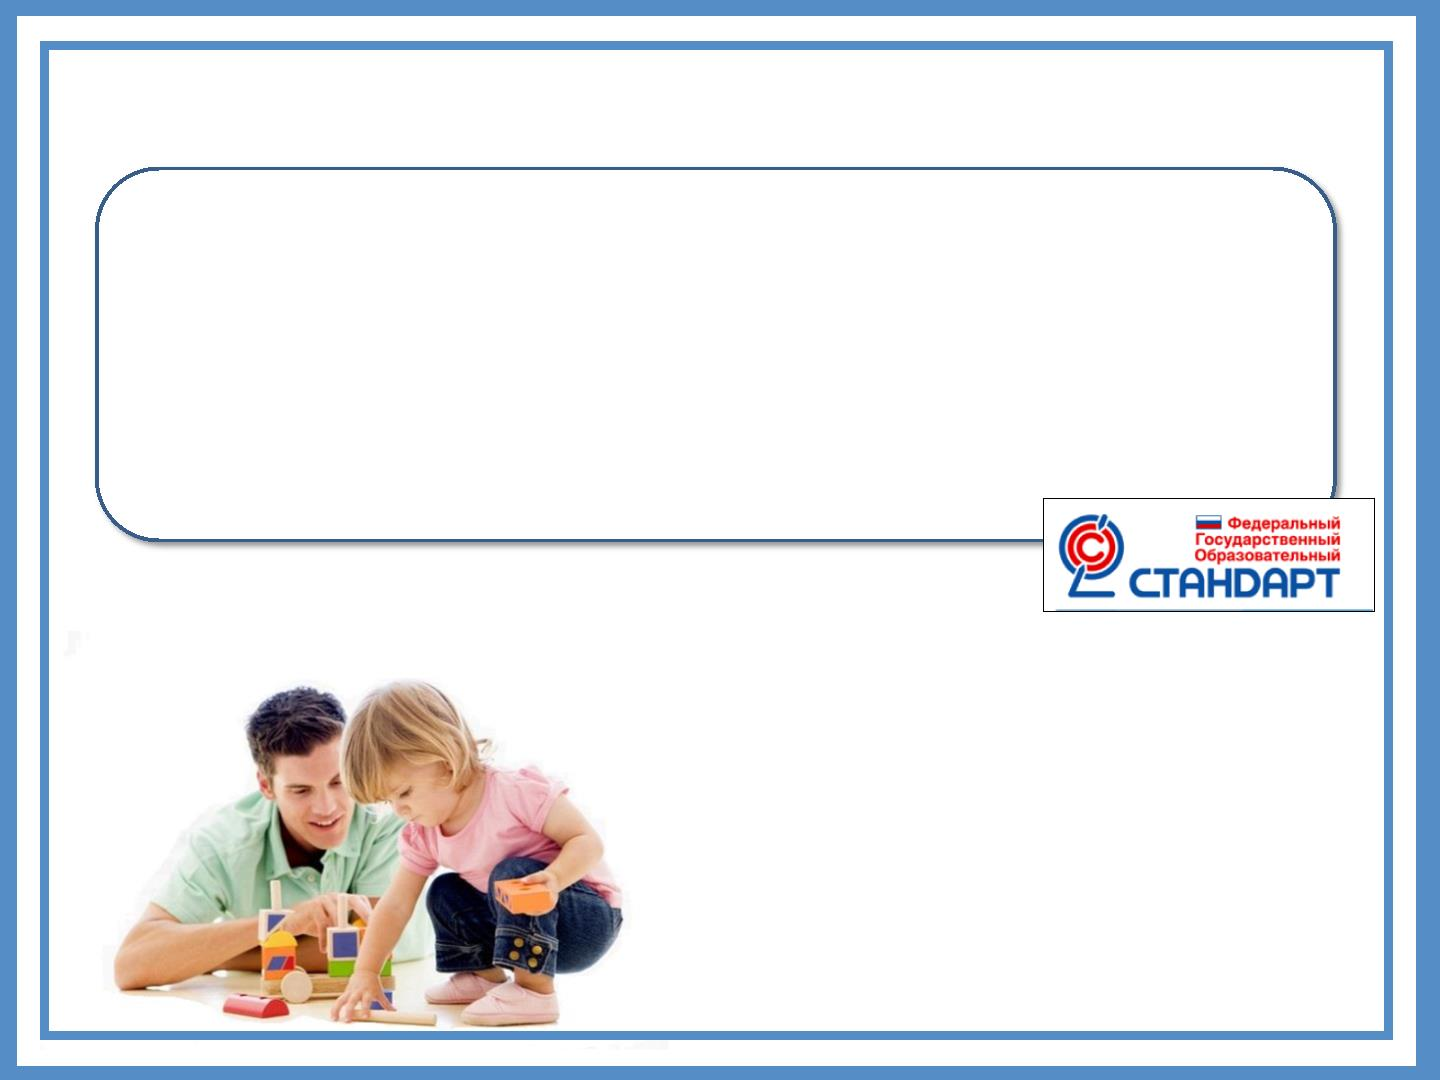 Федеральный
Государственный
Образовательный
СТАНДАРТ